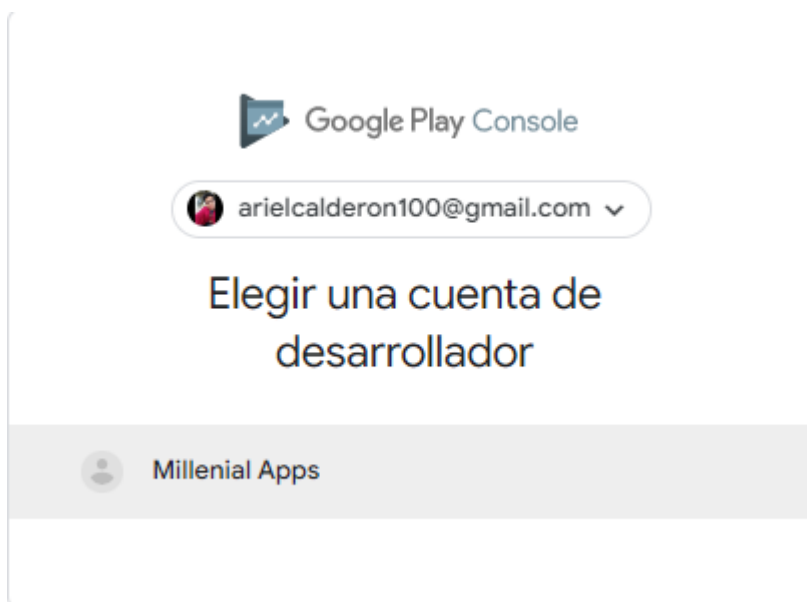 Google Play Console
arielcalderon100@gmail.com
Elegir una cuenta de
desarrollador
Millenial Apps